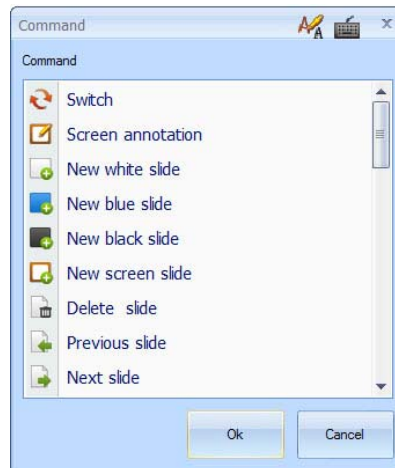 Command
Command
Switch
Screen annotation
New white slide
New blue slide
New black slide
New screen slide
Delete slide
Previous slide
Next slide
Ok
Cancel